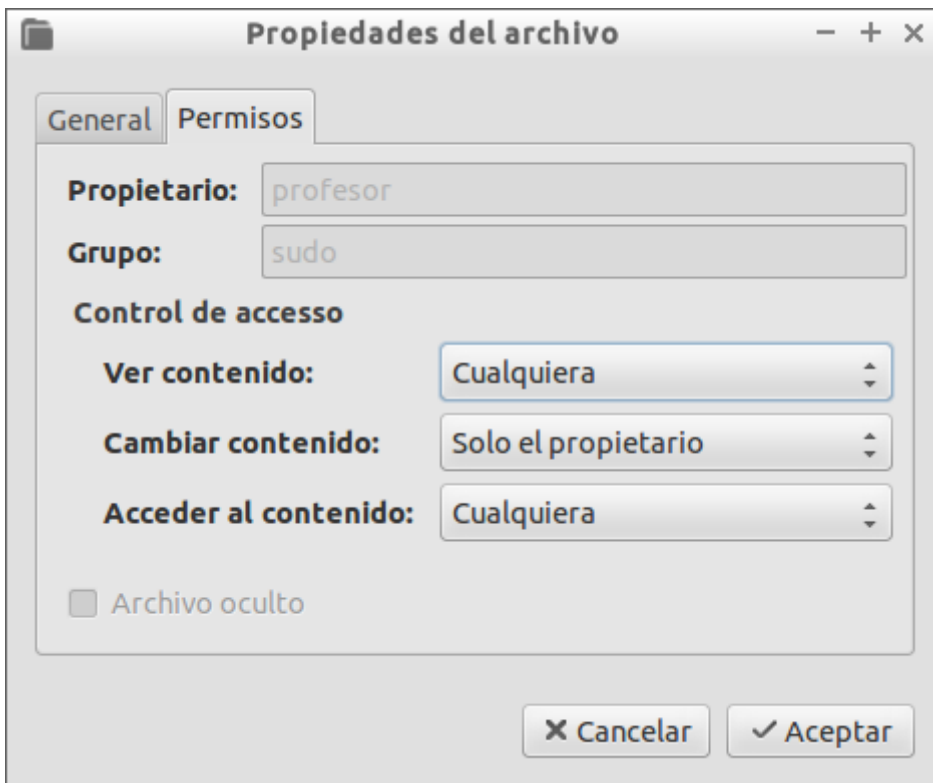 Propiedades del archivo
General Permisos
Propietario: profesor
Grupo: sudo
Control de accesso
Ver contenido: Cualquiera
Cambiar contenido: Solo el propietario
Acceder al contenido: Cualquiera
Archivo oculto
Cancelar Aceptar